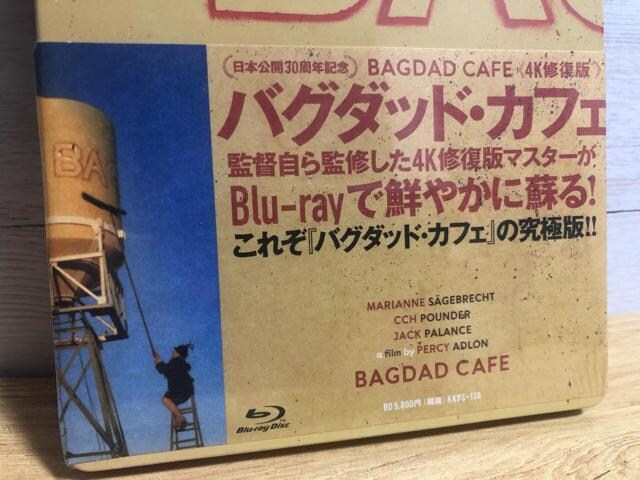 BAG
〈日本公開30周年記念〉 BAGDAD CAFE《4K修復版》
バグダッド・カフェ
監督自ら監修した4K修復版マスターが
Blu-rayで鮮やかに蘇る!
これぞ『バグダッド・カフェ』の究極版!!
BAG
MARIANNE SÄGEBRECHT
CCH POUNDER
JACK PALANCE
a film by PERCY ADLON
BAGDAD CAFE
BD 5,800円（税抜）KKBS-138
Blu-ray Disc